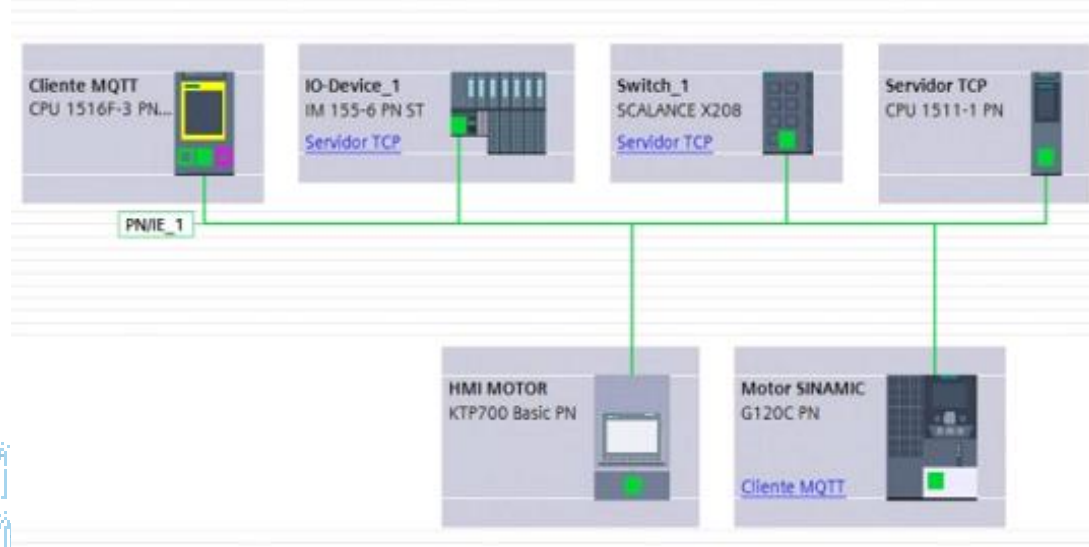 Cliente MQTT
CPU 1516F-3 PN...
IO-Device_1
IM 155-6 PN ST
Servidor TCP
Switch_1
SCALANCE X208
Servidor TCP
Servidor TCP
CPU 1511-1 PN
PN/IE_1
HMI MOTOR
KTP700 Basic PN
Motor SINAMIC
G120C PN
Cliente MQTT